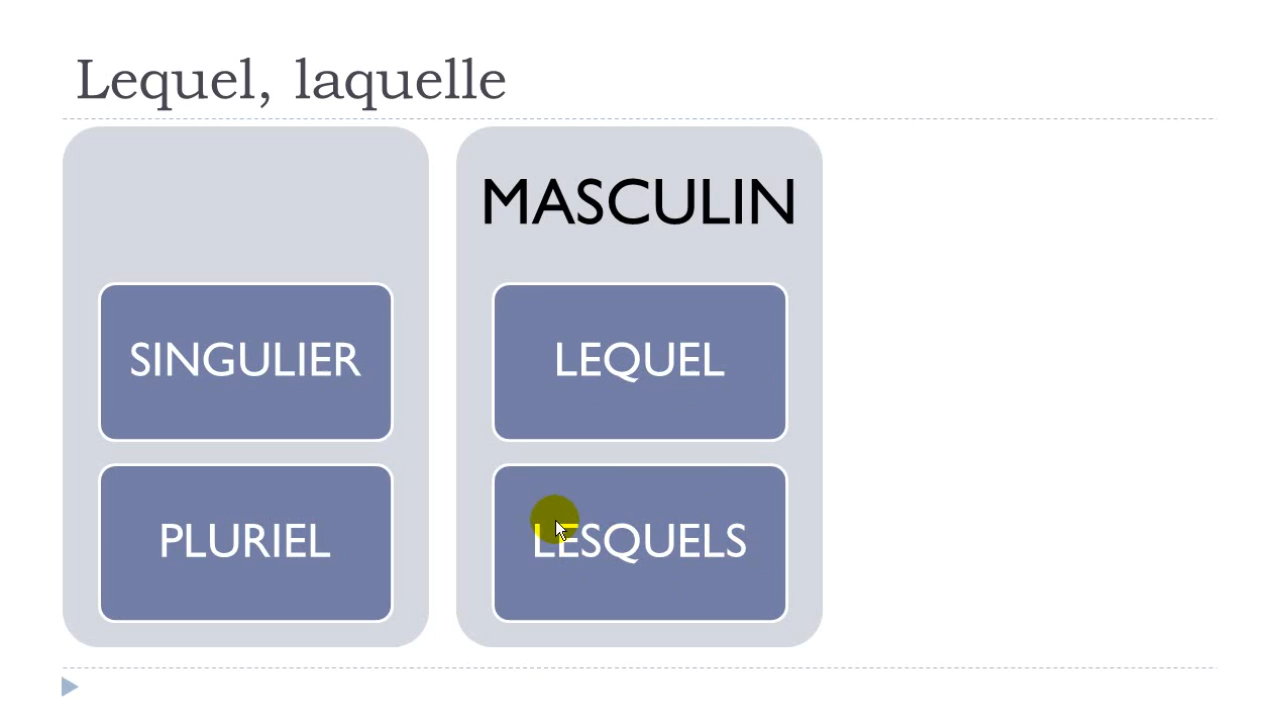 Lequel, laquelle
MASCULIN
SINGULIER
LEQUEL
PLURIEL
LESQUELS